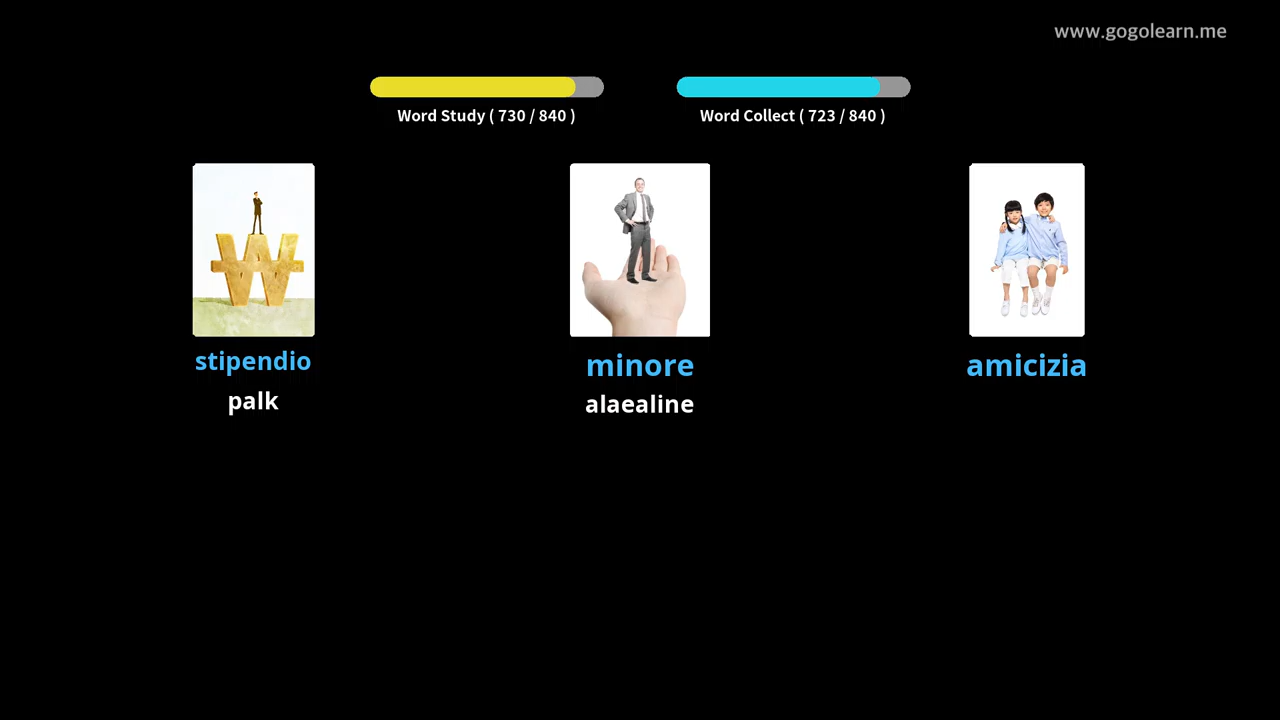 www.gogolearn.me
Word Study ( 730 / 840 )
Word Collect ( 723 / 840 )
stipendio
minore
amicizia
palk
alaealine